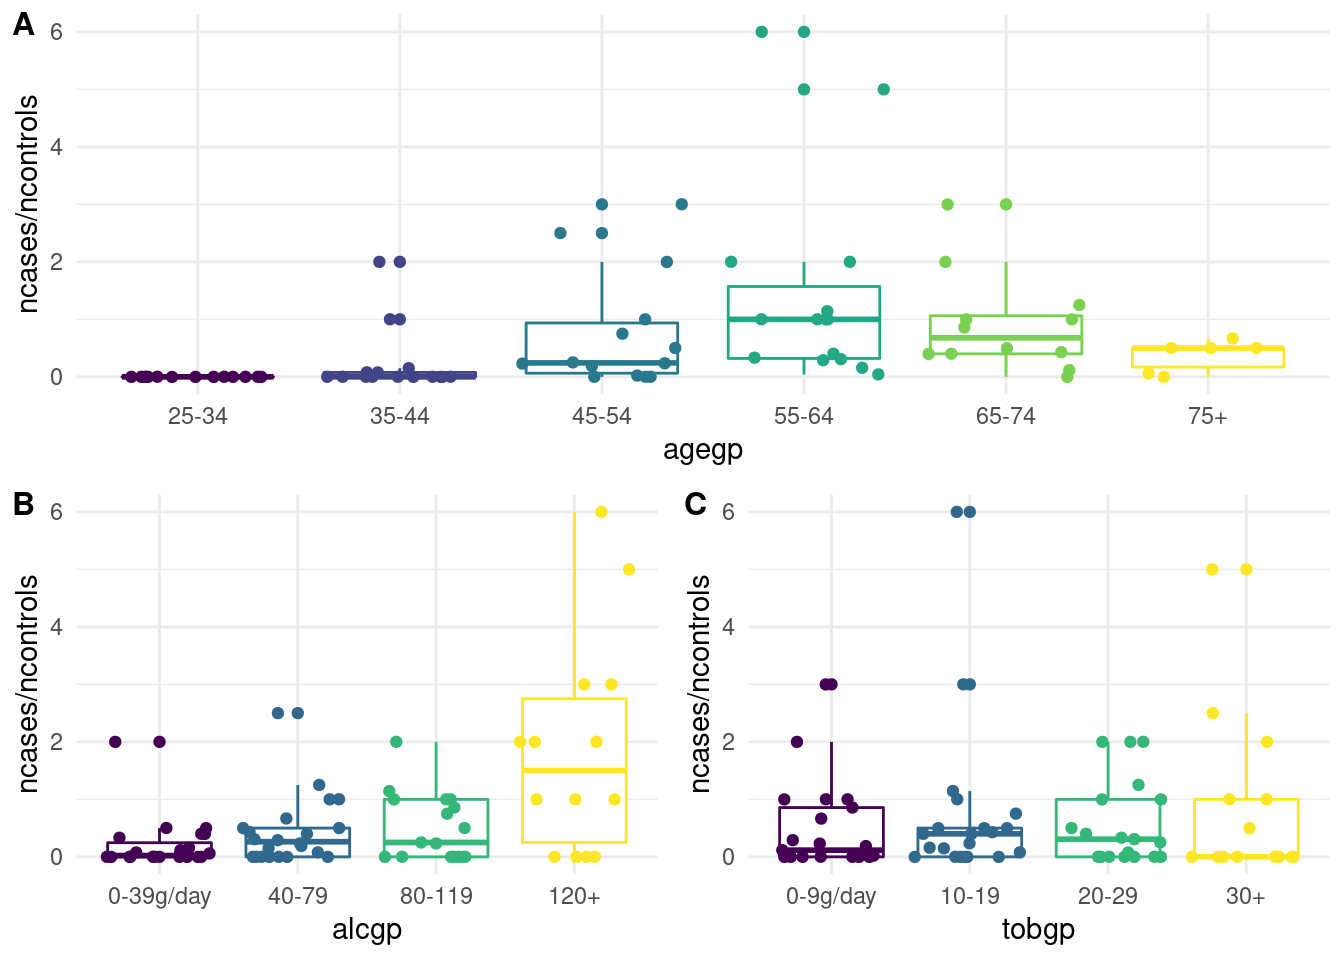 A
ncases/ncontrols
6
4
2
0
25-34 35-44 45-54 55-64 65-74 75+
agegp
B
ncases/ncontrols
6
4
2
0
0-39g/day 40-79 80-119 120+
alcgp
C
ncases/ncontrols
6
4
2
0
0-9g/day 10-19 20-29 30+
tobgp